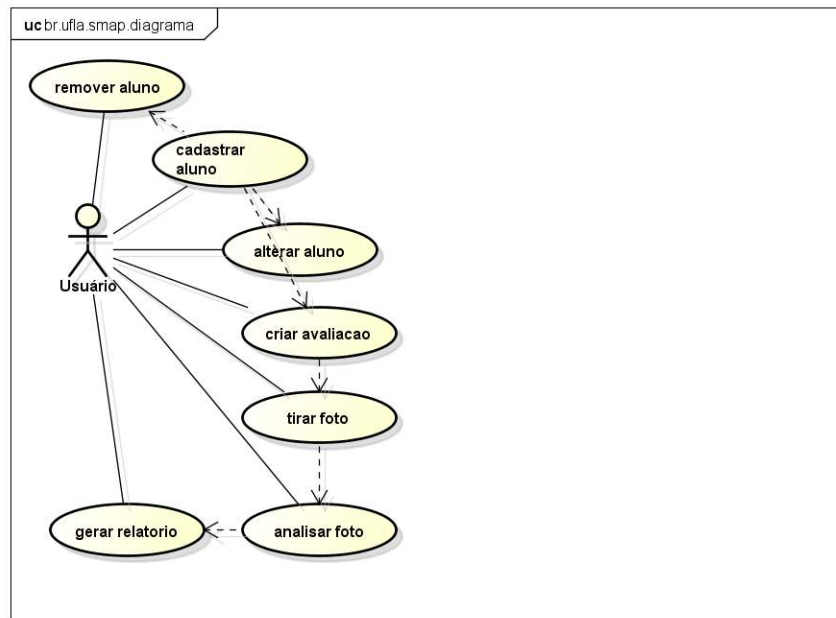 uc br.ufla.smap.diagrama
remover aluno
cadastrar
aluno
alterar aluno
Usuário
criar avaliacao
tirar foto
gerar relatorio
analisar foto